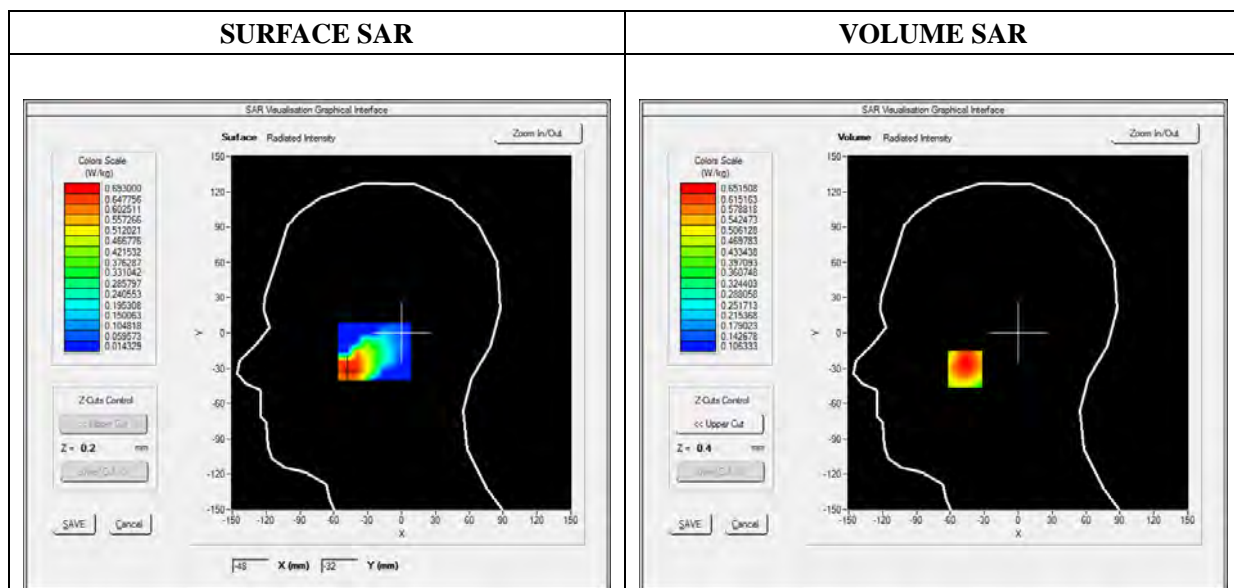 SURFACE SAR
VOLUME SAR
SAR Visualisation Graphical Interface
Surface Radiated Intensity
Zoom In/Out
Colors Scale
(W/kg)
0.693000
0.647756
0.602511
0.557266
0.512021
0.466776
0.421532
0.376287
0.331042
0.285797
0.240553
0.195308
0.150063
0.104818
0.059573
0.014329
150
120
90
60
30
0
-30
-60
-90
-120
-150
Y
-150 -120 -90 -60 -30 0 30 60 90 120 150
X
Z-Cuts Control
<< Upper Cut
Z = 0.2 mm
SAVE Cancel
-48 X (mm) -32 Y (mm)
SAR Visualisation Graphical Interface
Volume Radiated Intensity
Zoom In/Out
Colors Scale
(W/kg)
0.651508
0.615163
0.578818
0.542473
0.506128
0.469783
0.433438
0.397093
0.360748
0.324403
0.288058
0.251713
0.215368
0.179023
0.142678
0.106333
150
120
90
60
30
0
-30
-60
-90
-120
-150
Y
-150 -120 -90 -60 -30 0 30 60 90 120 150
X
Z-Cuts Control
<< Upper Cut
Z = 0.4 mm
SAVE Cancel